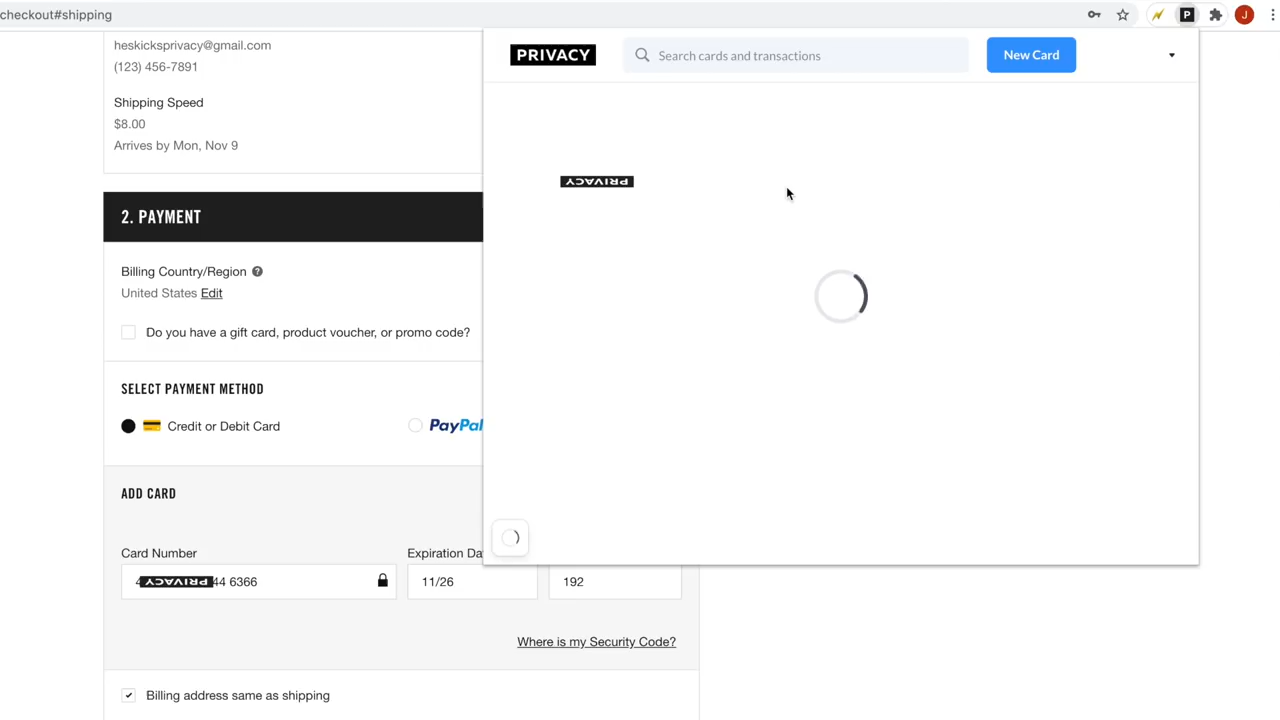 checkout#shipping
P
J
heskicksprivacy@gmail.com
(123) 456-7891
Shipping Speed
$8.00
Arrives by Mon, Nov 9
2. PAYMENT
Billing Country/Region ?
United States Edit
Do you have a gift card, product voucher, or promo code?
SELECT PAYMENT METHOD
Credit or Debit Card
PayPal
ADD CARD
Card Number
Expiration Da
4 PRIVACY 44 6366
11/26
192
Where is my Security Code?
Billing address same as shipping
PRIVACY
Search cards and transactions
New Card
PRIVACY